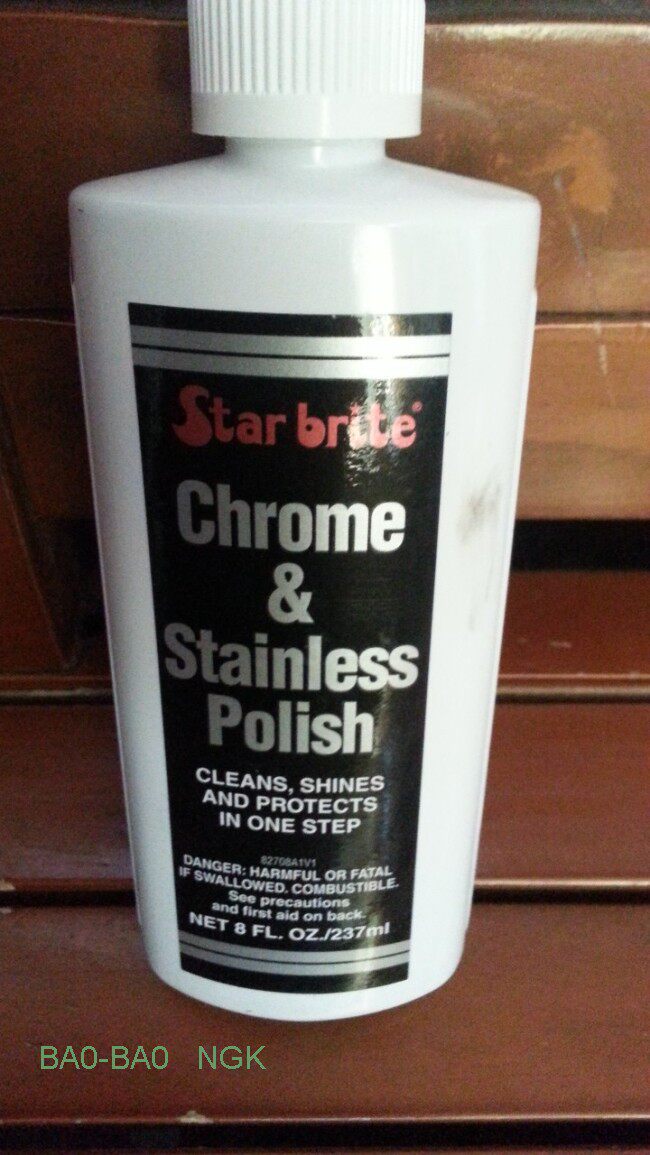 Star brite®
Chrome
&
Stainless
Polish
CLEANS, SHINES
AND PROTECTS
IN ONE STEP
82708A1V1
DANGER: HARMFUL OR FATAL
IF SWALLOWED. COMBUSTIBLE.
See precautions
and first aid on back.
NET 8 FL. OZ./237ml
BA0-BA0 NGK